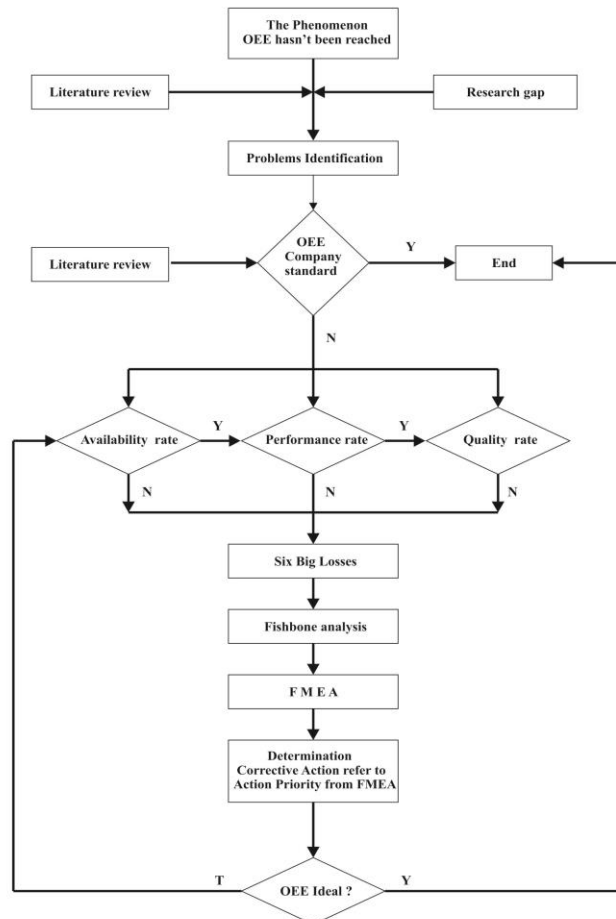 The Phenomenon
OEE hasn't been reached
Literature review
Research gap
Problems Identification
OEE
Company
standard
Literature review
Y
End
N
Availability rate
Y
Performance rate
Y
Quality rate
N
N
N
Six Big Losses
Fishbone analysis
F M E A
Determination
Corrective Action refer to
Action Priority from FMEA
T
OEE Ideal ?
Y